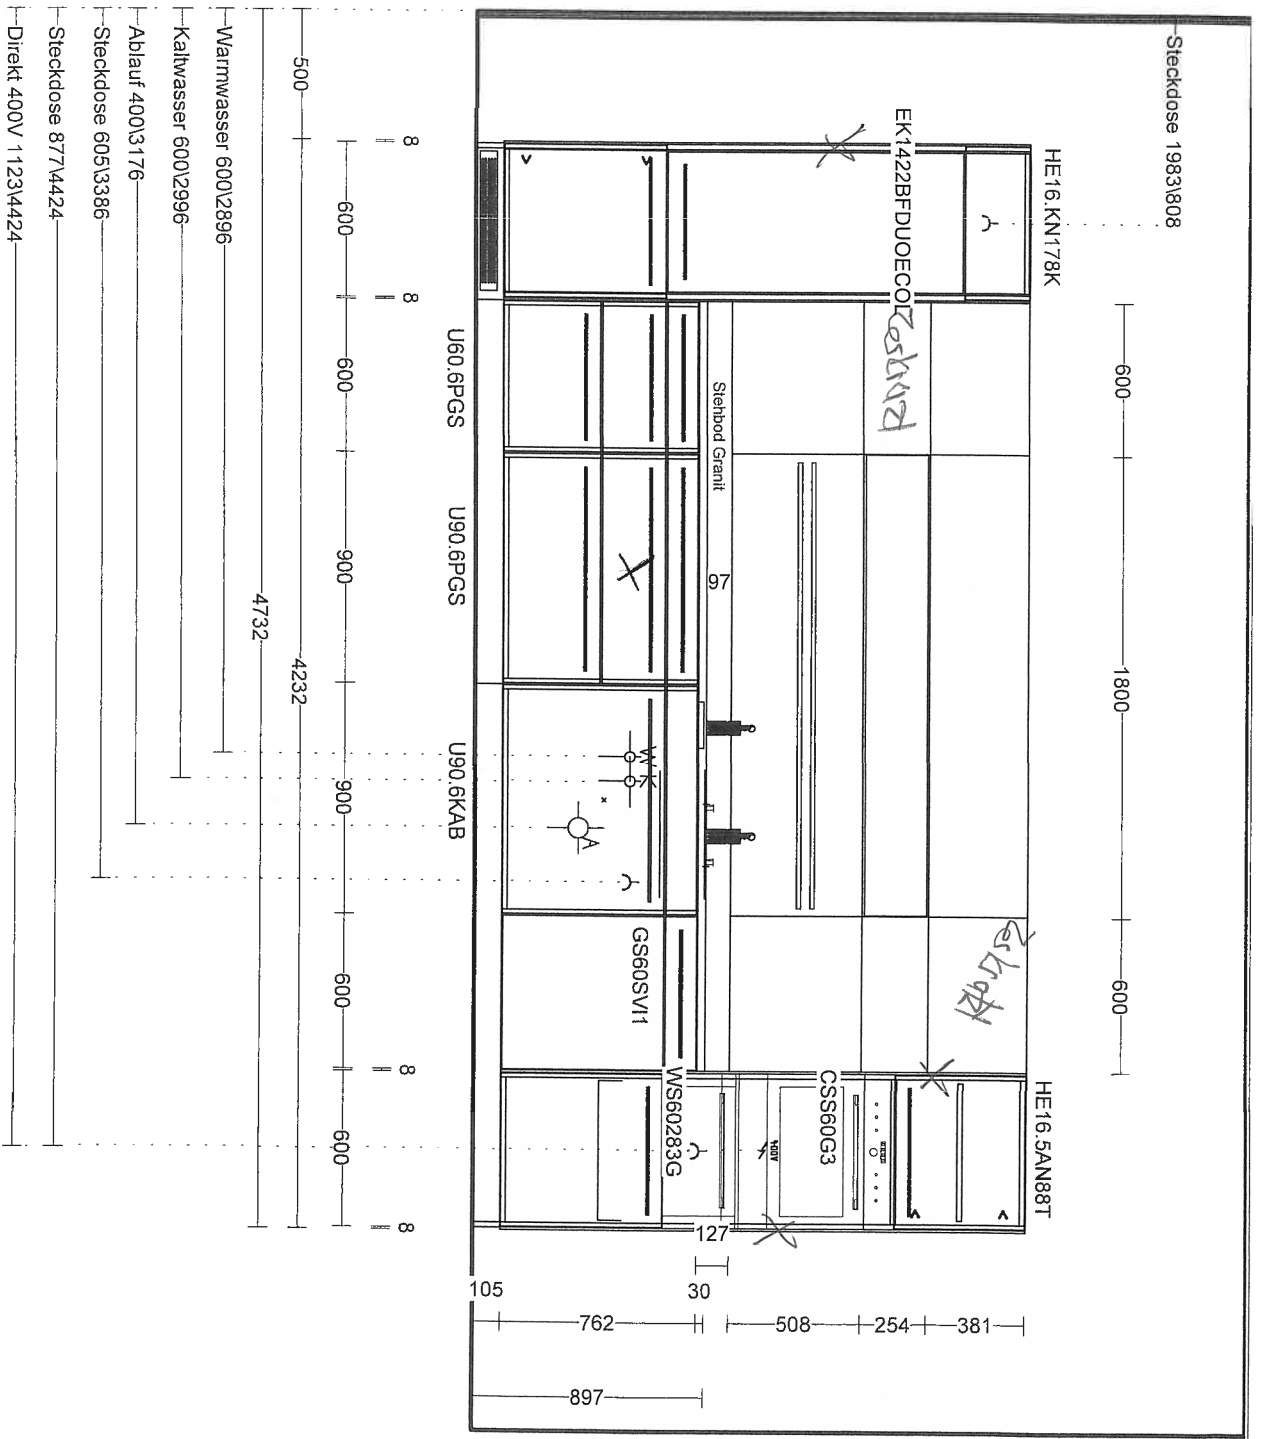 Steckdose 1983\808
HE16.KN178K
EK1422BFDUOECO
HE16.5AN88T
600
1800
600
Stehbod Granit
97
CSS60G3
400V
WS60283G
GS60SVI1
W
K
A
127
30
105
762
508
254
381
897
U60.6PGS
U90.6PGS
U90.6KAB
8
8
8
8
600
600
900
900
600
600
500
4232
4732
Warmwasser 600\2896
Kaltwasser 600\2996
Ablauf 400\3176
Steckdose 605\3386
Steckdose 877\4424
Direkt 400V 1123\4424